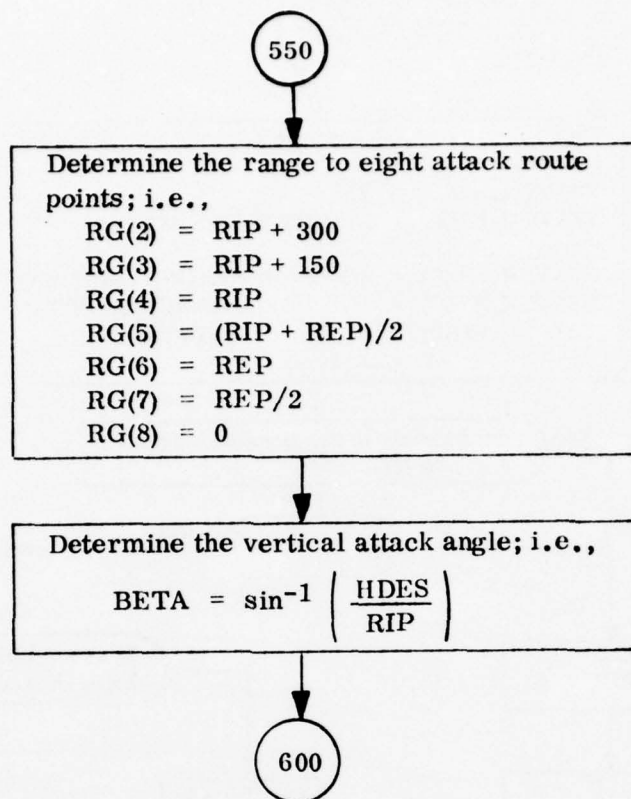 550
Determine the range to eight attack route
points; i.e.,
RG(2) = RIP + 300
RG(3) = RIP + 150
RG(4) = RIP
RG(5) = (RIP + REP)/2
RG(6) = REP
RG(7) = REP/2
RG(8) = 0
Determine the vertical attack angle; i.e.,
BETA = sin⁻¹ ( HDES / RIP )
600